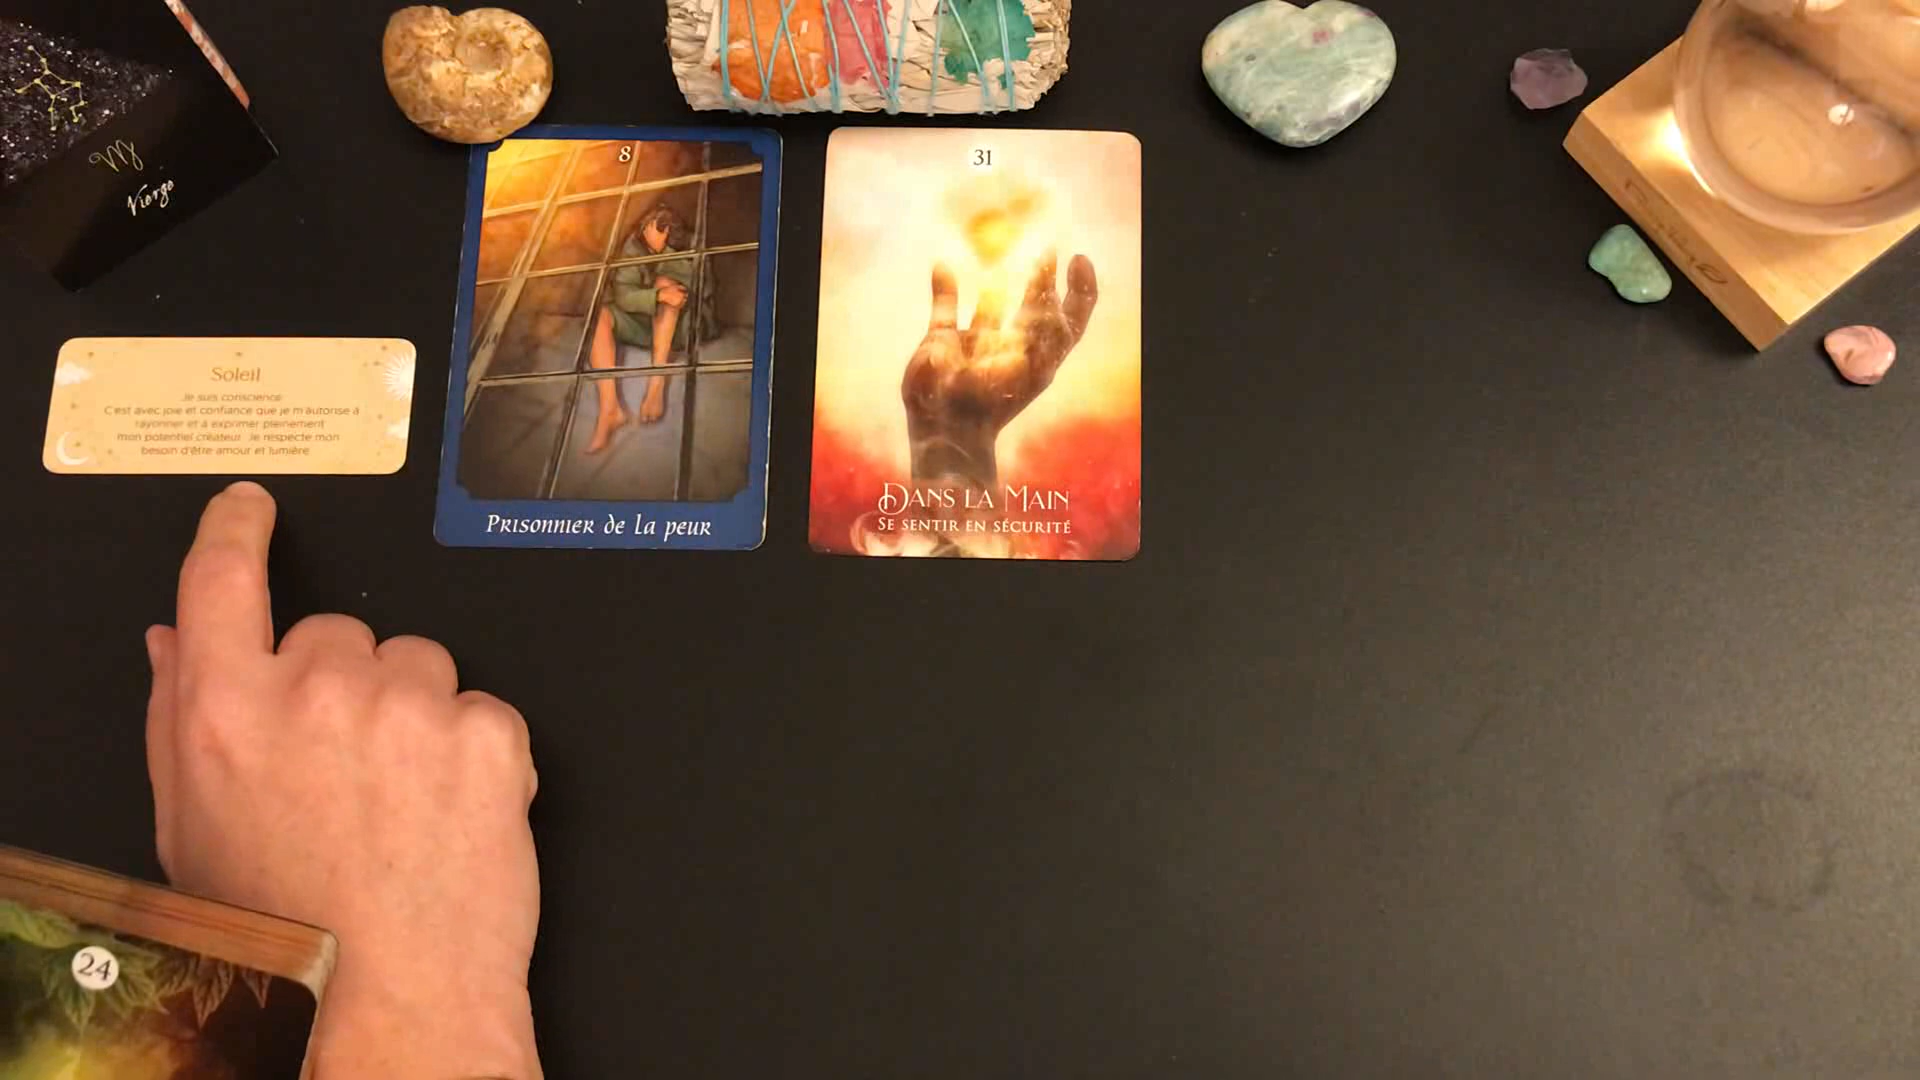 ♍
Vierge
Soleil
Je suis conscience
C'est avec joie et confiance que je m'autorise à
rayonner et à exprimer pleinement
mon potentiel créateur. Je respecte mon
besoin d'être amour et lumière
8
Prisonnier de la peur
31
Dans la Main
Se sentir en sécurité
24